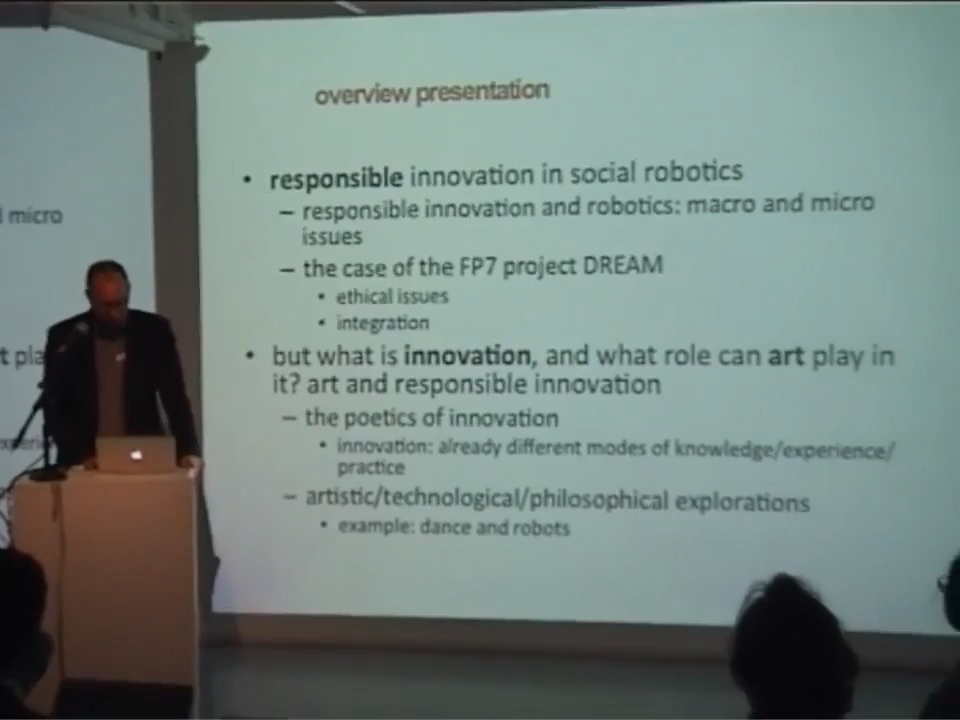 overview presentation
• responsible innovation in social robotics
– responsible innovation and robotics: macro and micro
issues
– the case of the FP7 project DREAM
• ethical issues
• integration
• but what is innovation, and what role can art play in
it? art and responsible innovation
– the poetics of innovation
• innovation: already different modes of knowledge/experience/
practice
– artistic/technological/philosophical explorations
• example: dance and robots
micro